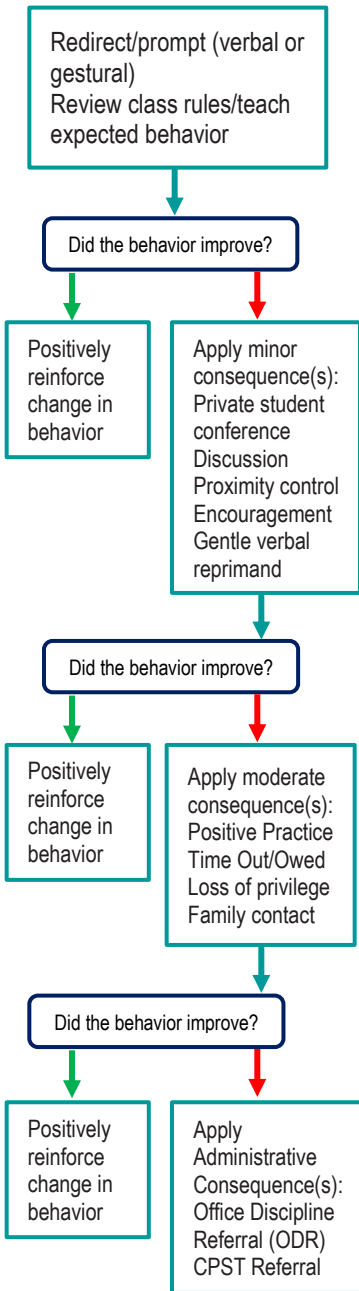 Redirect/prompt (verbal or
gestural)
Review class rules/teach
expected behavior
Did the behavior improve?
Positively
reinforce
change in
behavior
Apply minor
consequence(s):
Private student
conference
Discussion
Proximity control
Encouragement
Gentle verbal
reprimand
Did the behavior improve?
Positively
reinforce
change in
behavior
Apply moderate
consequence(s):
Positive Practice
Time Out/Owed
Loss of privilege
Family contact
Did the behavior improve?
Positively
reinforce
change in
behavior
Apply
Administrative
Consequence(s):
Office Discipline
Referral (ODR)
CPST Referral